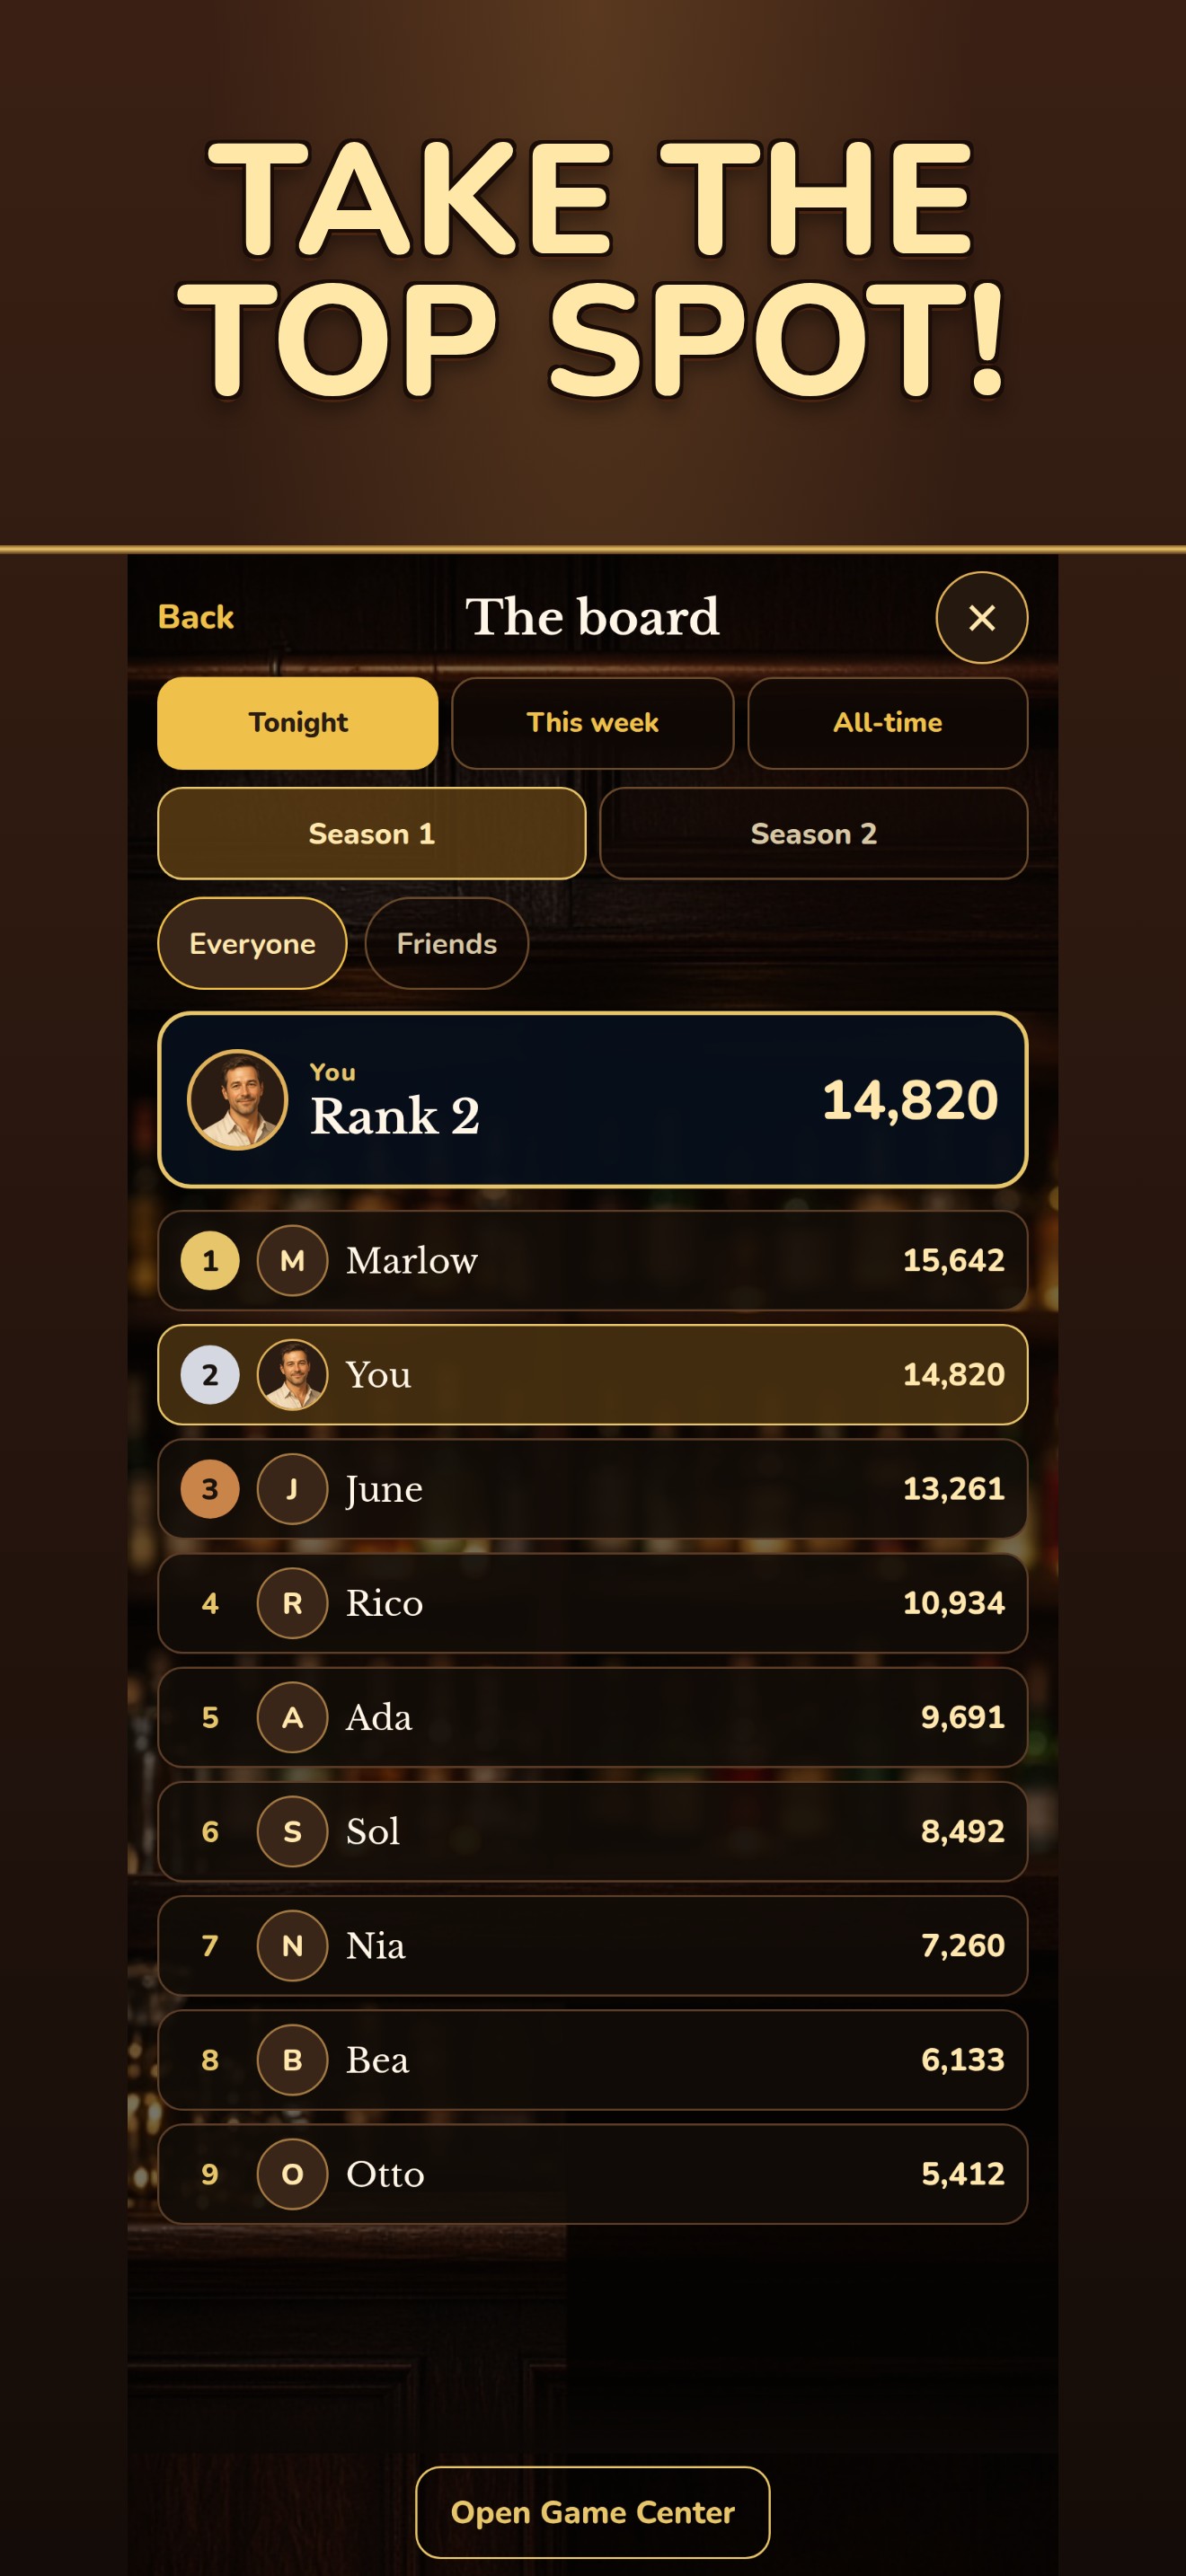 TAKE THE
TOP SPOT!
Back The board ×
Tonight This week All-time
Season 1 Season 2
Everyone Friends
You
Rank 2 14,820
1 M Marlow 15,642
2 You 14,820
3 J June 13,261
4 R Rico 10,934
5 A Ada 9,691
6 S Sol 8,492
7 N Nia 7,260
8 B Bea 6,133
9 O Otto 5,412
Open Game Center